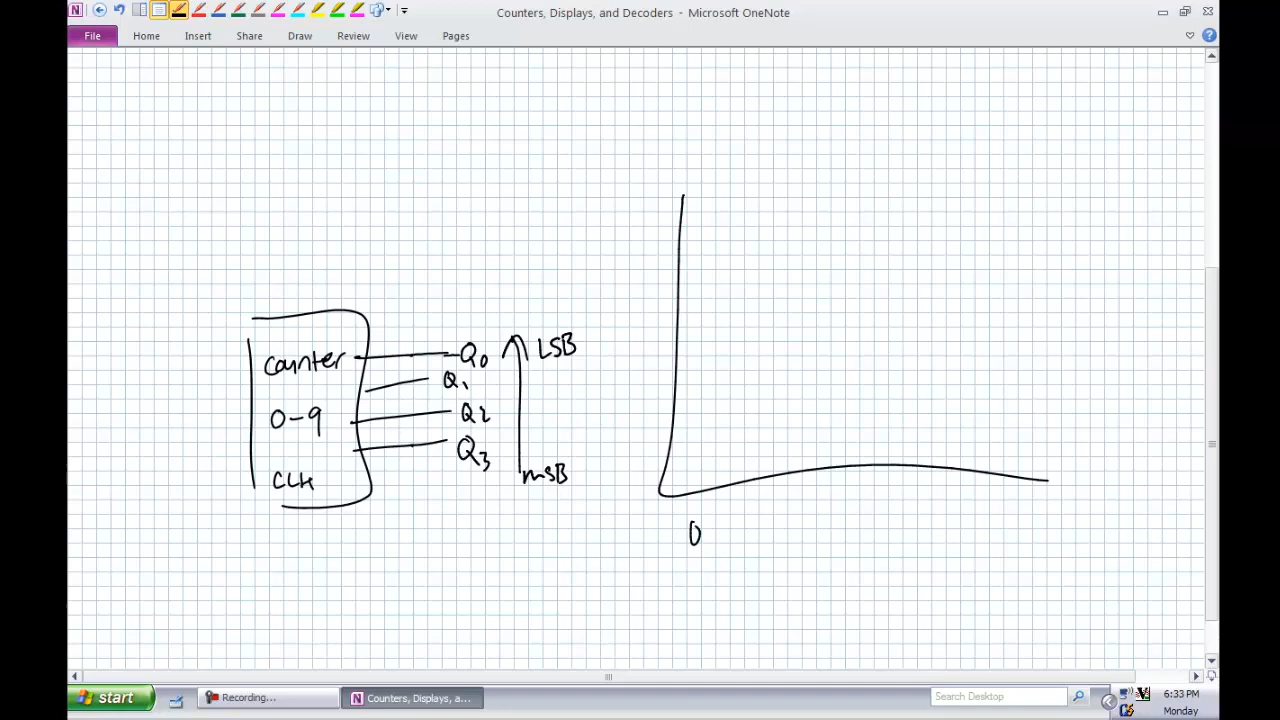 Counters, Displays, and Decoders - Microsoft OneNote
File Home Insert Share Draw Review View Pages
Counter
0-9
CLK
Q0
Q1
Q2
Q3
LSB
MSB
0
start
Recording...
Counters, Displays, a...
Search Desktop
6:33 PM
Monday